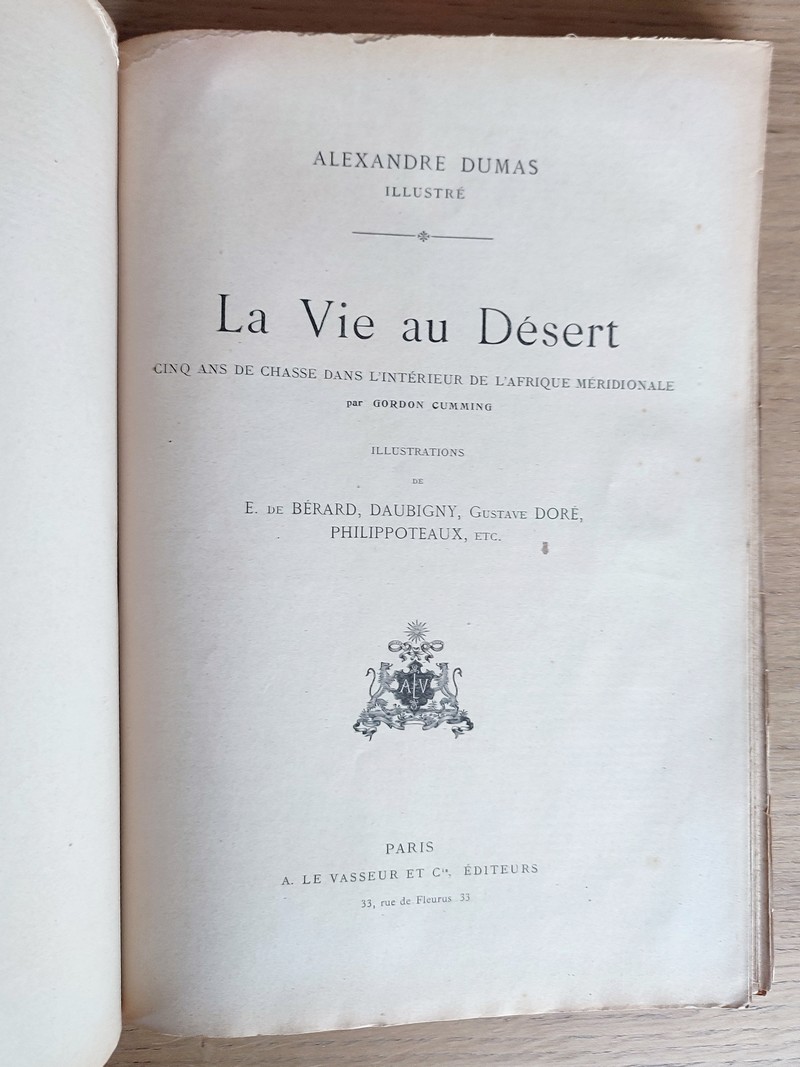 ALEXANDRE DUMAS
ILLUSTRÉ
La Vie au Désert
CINQ ANS DE CHASSE DANS L'INTÉRIEUR DE L'AFRIQUE MÉRIDIONALE
par GORDON CUMMING
ILLUSTRATIONS
DE
E. DE BÉRARD, DAUBIGNY, GUSTAVE DORÉ,
PHILIPPOTEAUX, ETC.
ALV
PARIS
A. LE VASSEUR ET Cie, ÉDITEURS
33, rue de Fleurus 33